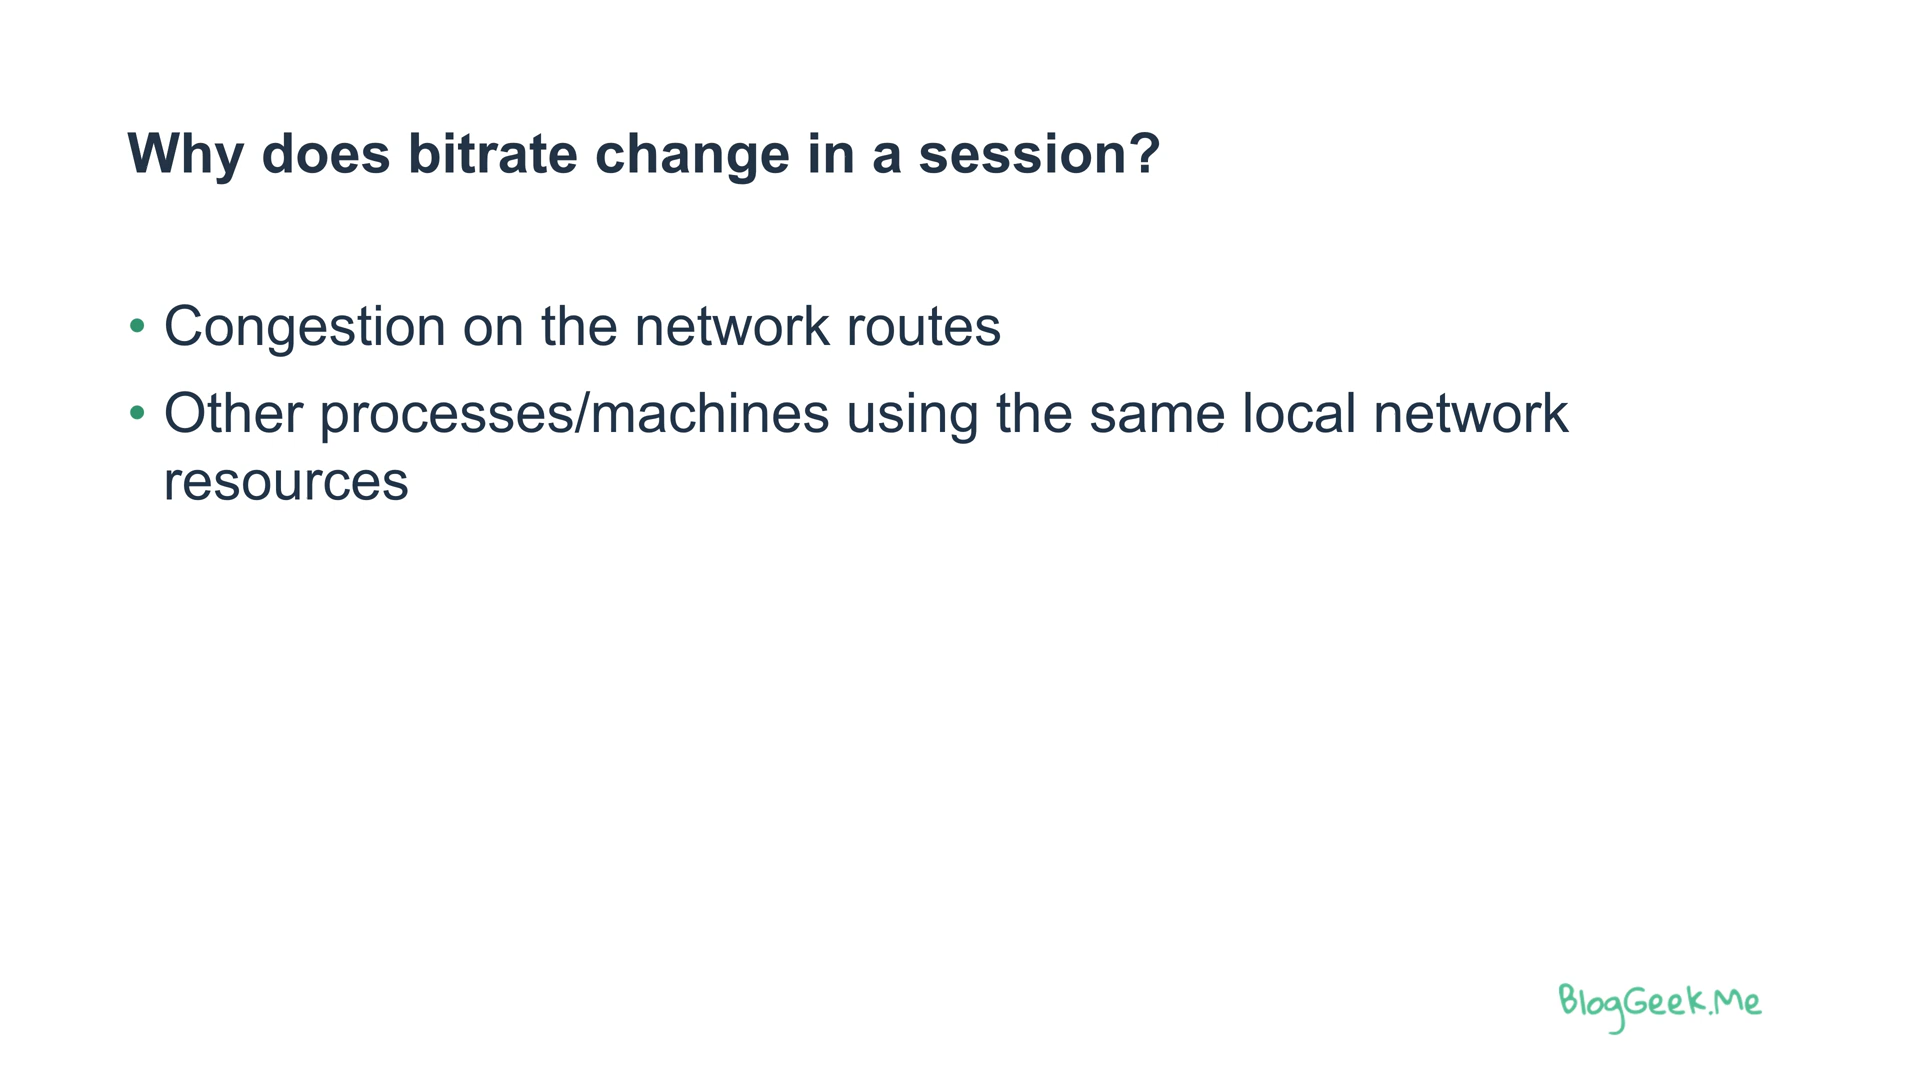 Why does bitrate change in a session?
• Congestion on the network routes
• Other processes/machines using the same local network
resources
BlogGeek.Me